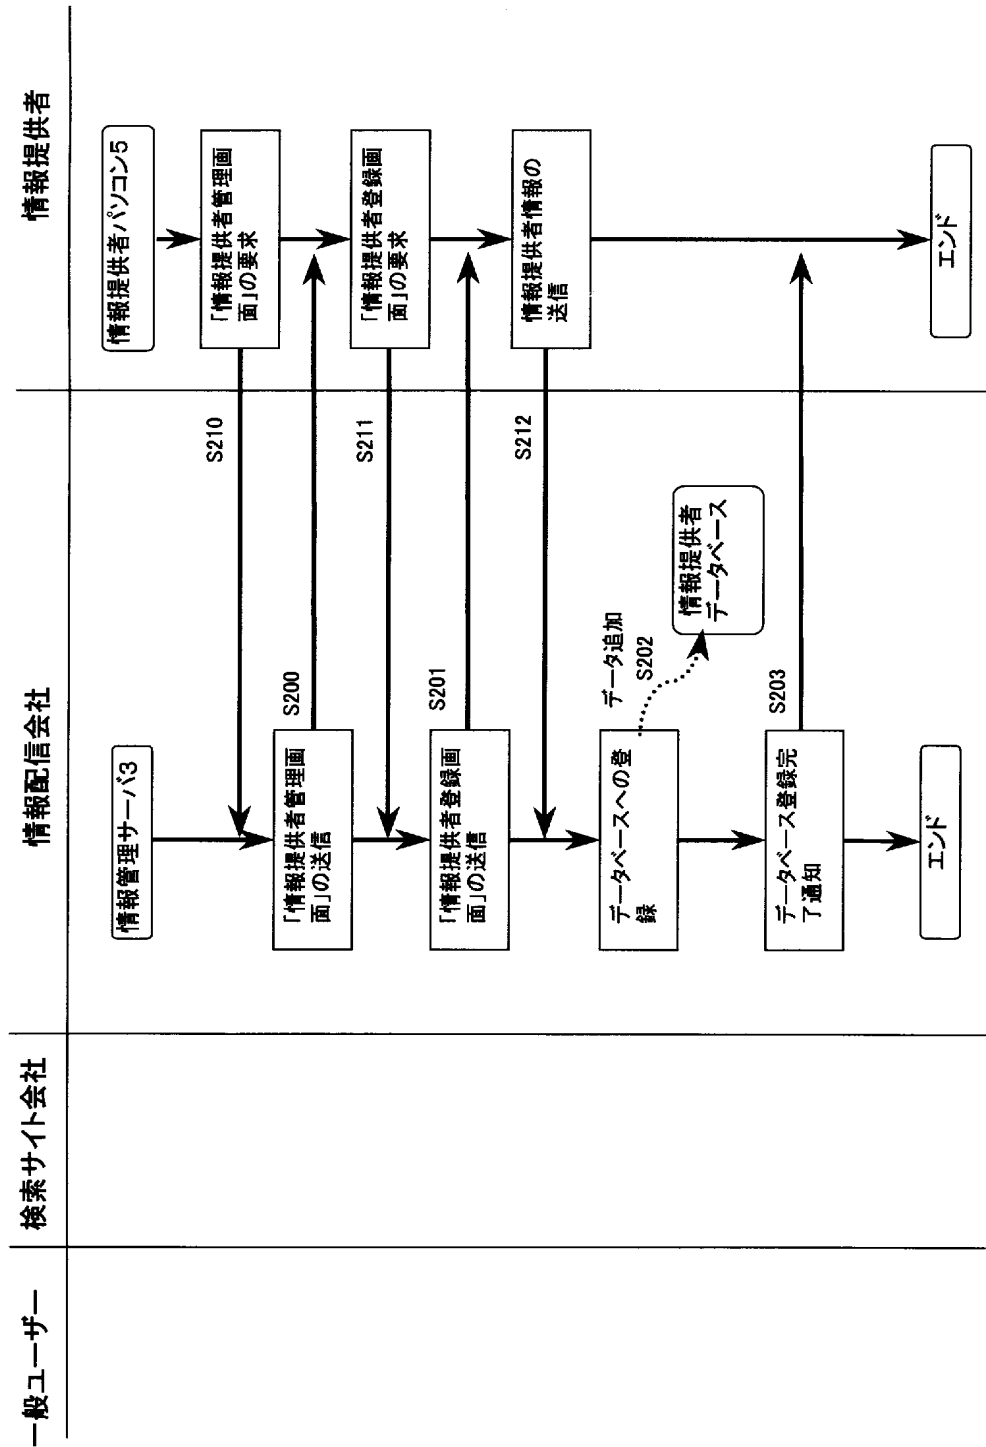 一般ユーザー
検索サイト会社
情報配信会社
情報提供者
情報管理サーバ3
情報提供者パソコン5
「情報提供者管理画
面」の要求
S210
「情報提供者管理画
面」の送信
S200
「情報提供者登録画
面」の要求
S211
「情報提供者登録画
面」の送信
S201
情報提供者情報の
送信
S212
データベースへの登
録
データ追加
S202
情報提供者
データベース
データベース登録完
了通知
S203
エンド
エンド